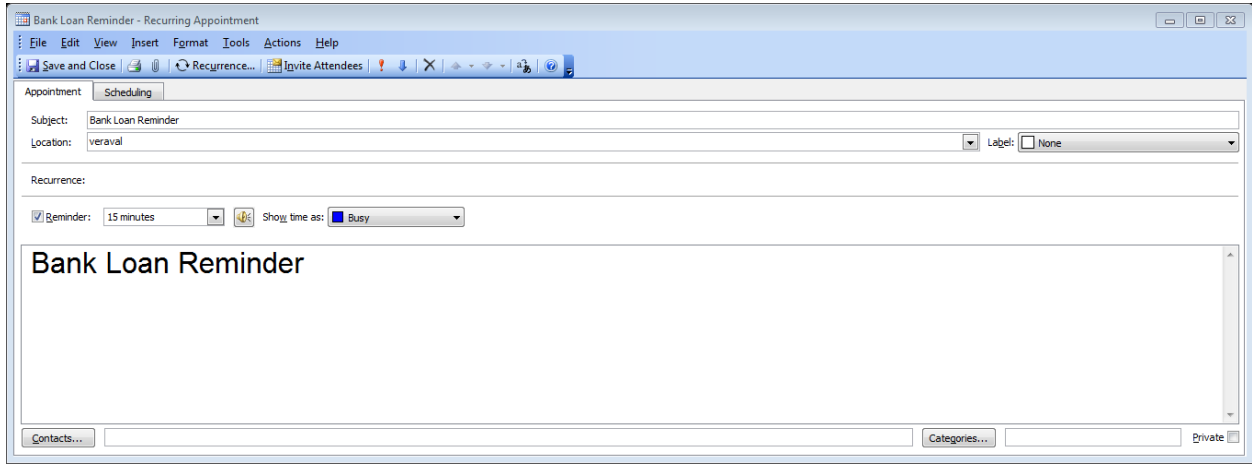 Bank Loan Reminder - Recurring Appointment
File Edit View Insert Format Tools Actions Help
Save and Close Recurrence... Invite Attendees
Appointment Scheduling
Subject: Bank Loan Reminder
Location: veraval Label: None
Recurrence:
Reminder: 15 minutes Show time as: Busy
Bank Loan Reminder
Contacts... Categories... Private